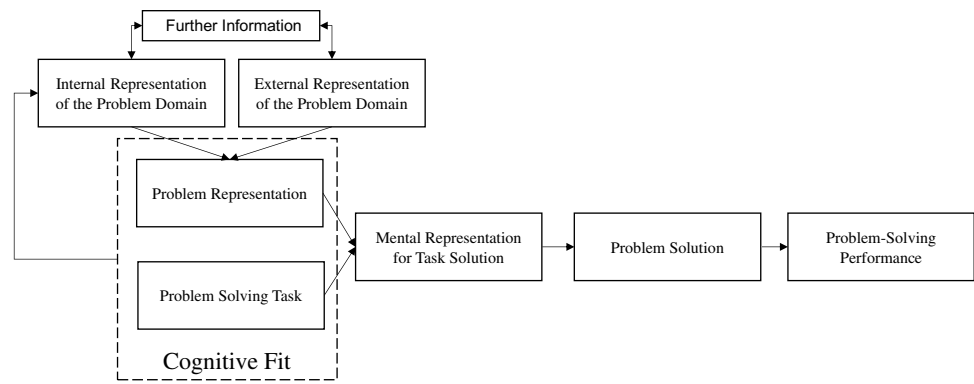 Further Information
Internal Representation
of the Problem Domain
External Representation
of the Problem Domain
Problem Representation
Mental Representation
for Task Solution
Problem Solution
Problem-Solving
Performance
Problem Solving Task
Cognitive Fit